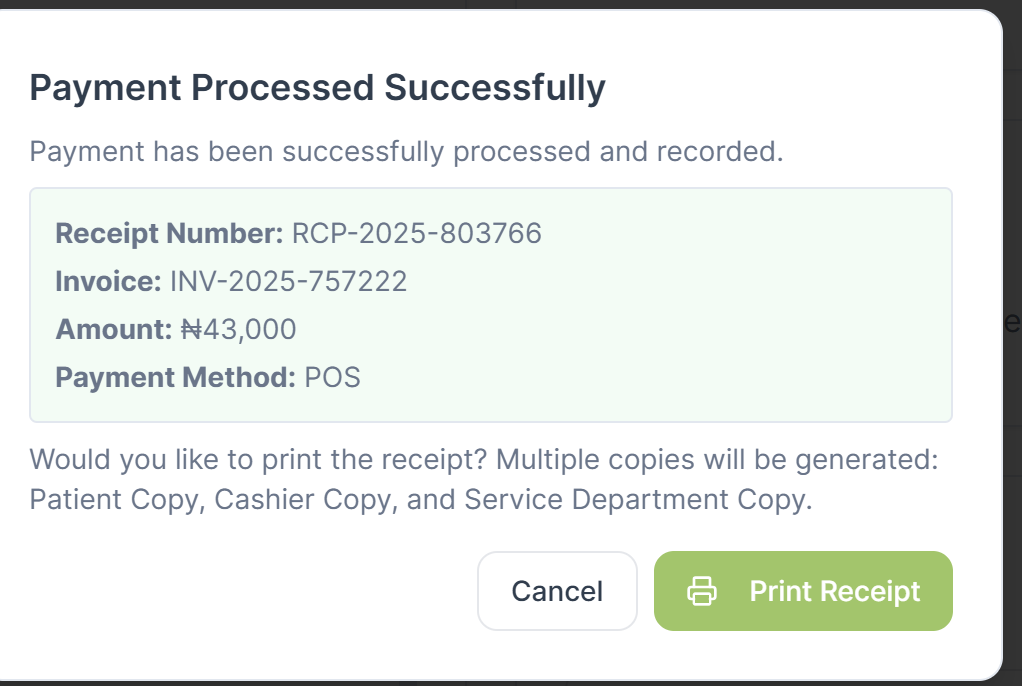 Payment Processed Successfully
Payment has been successfully processed and recorded.
Receipt Number: RCP-2025-803766
Invoice: INV-2025-757222
Amount: ₦43,000
Payment Method: POS
Would you like to print the receipt? Multiple copies will be generated:
Patient Copy, Cashier Copy, and Service Department Copy.
Cancel
Print Receipt